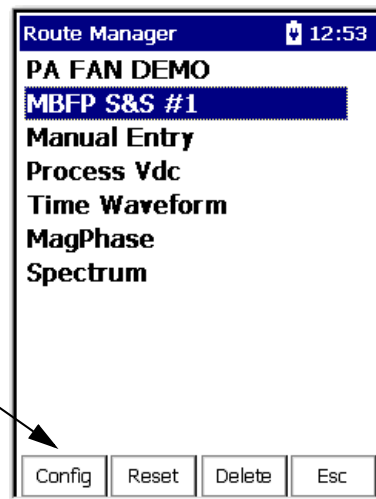 Route Manager 12:53
PA FAN DEMO
MBFP S&S #1
Manual Entry
Process Vdc
Time Waveform
MagPhase
Spectrum
Config Reset Delete Esc